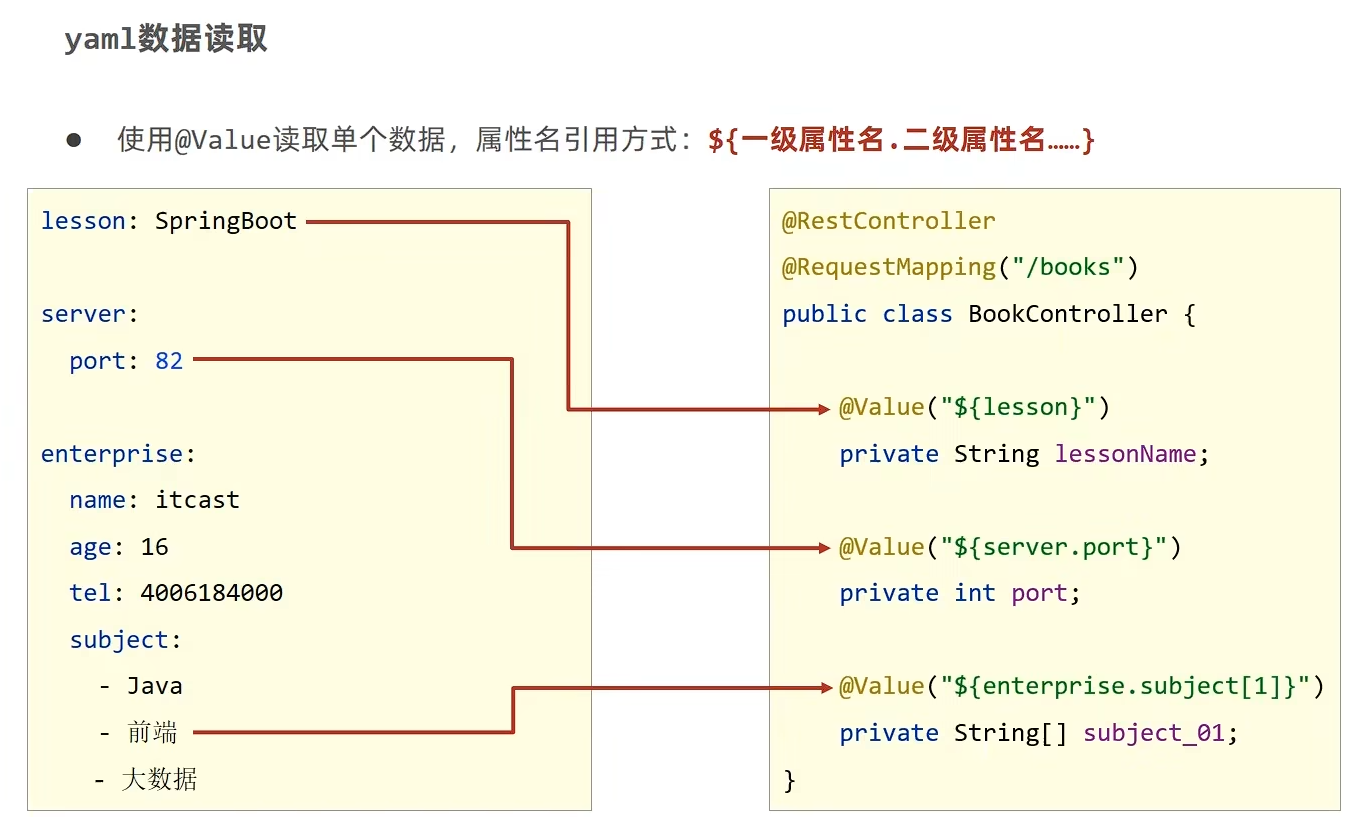 yaml数据读取
● 使用@Value读取单个数据，属性名引用方式：${一级属性名.二级属性名……}
lesson: SpringBoot
server:
  port: 82
enterprise:
  name: itcast
  age: 16
  tel: 4006184000
  subject:
    - Java
    - 前端
    - 大数据
@RestController
@RequestMapping("/books")
public class BookController {
    @Value("${lesson}")
    private String lessonName;
    @Value("${server.port}")
    private int port;
    @Value("${enterprise.subject[1]}")
    private String[] subject_01;
}